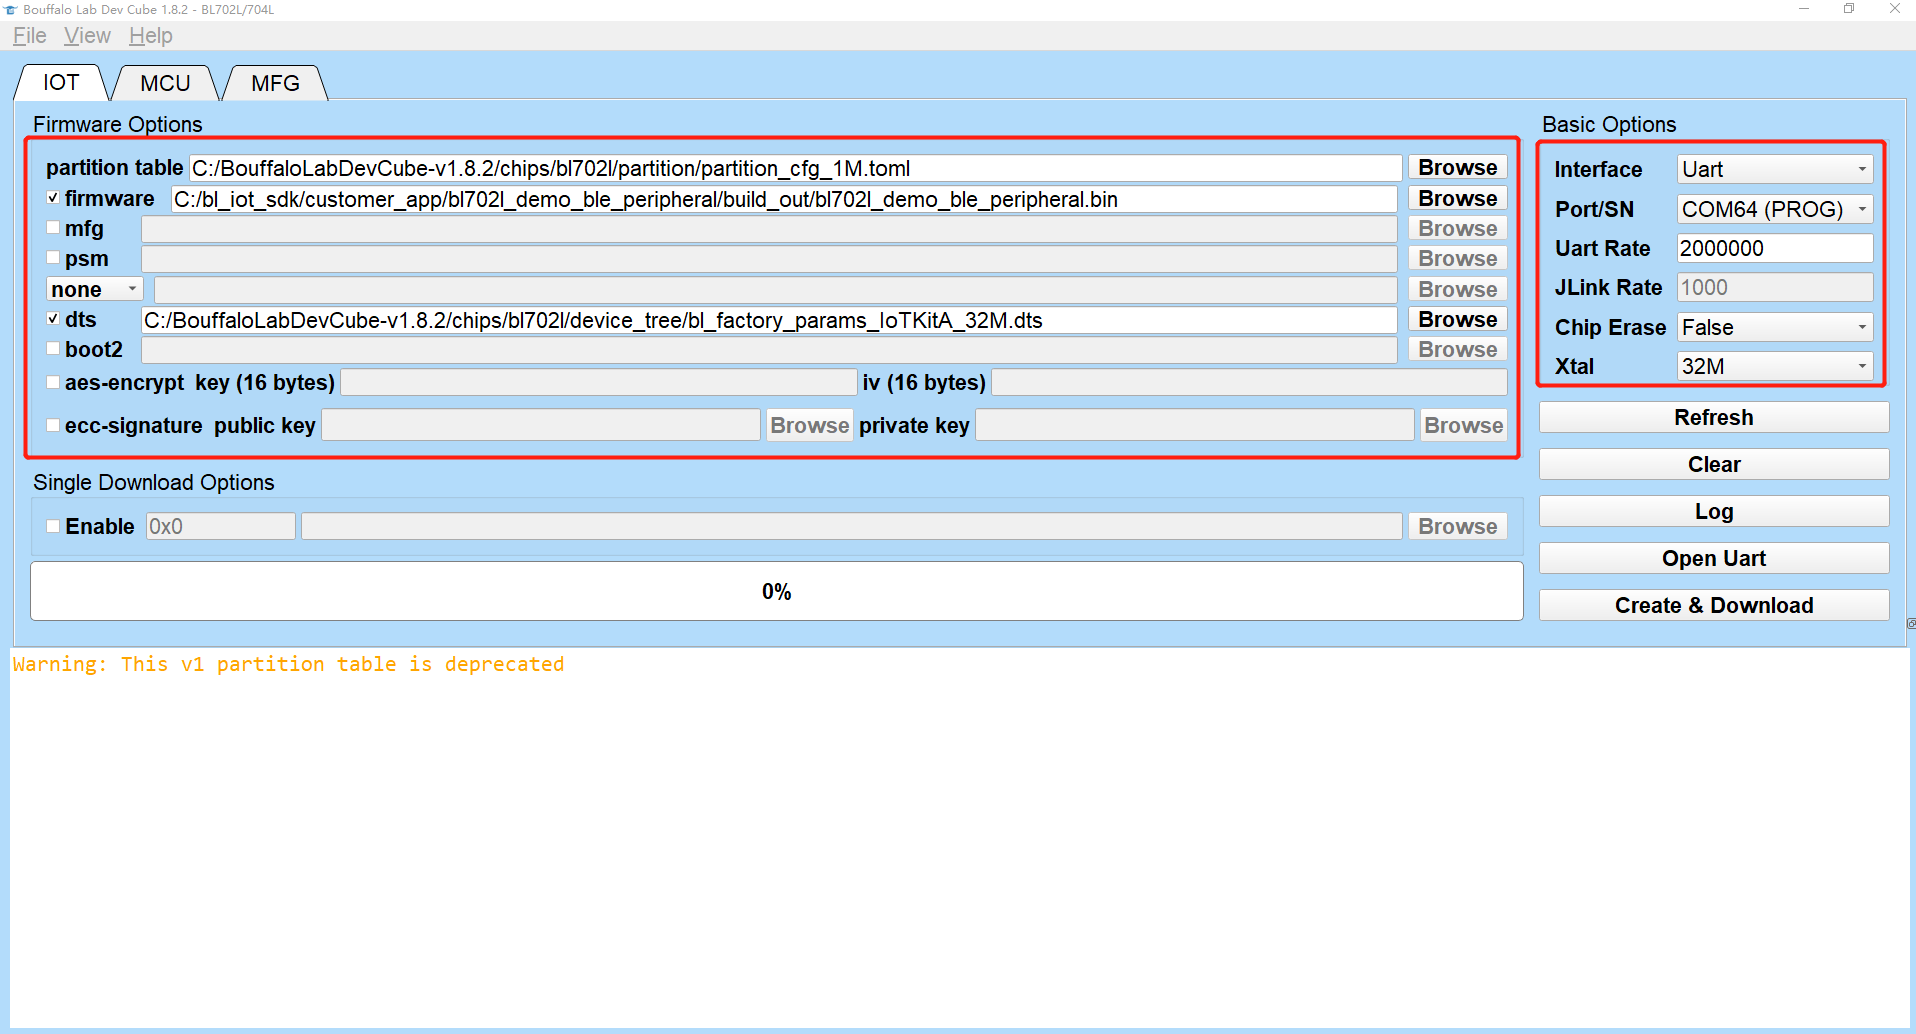 Bouffalo Lab Dev Cube 1.8.2 - BL702L/704L
File View Help
IOT MCU MFG
Firmware Options
partition table C:/BouffaloLabDevCube-v1.8.2/chips/bl702l/partition/partition_cfg_1M.toml Browse
firmware C:/bl_iot_sdk/customer_app/bl702l_demo_ble_peripheral/build_out/bl702l_demo_ble_peripheral.bin Browse
mfg Browse
psm Browse
none Browse
dts C:/BouffaloLabDevCube-v1.8.2/chips/bl702l/device_tree/bl_factory_params_IoTKitA_32M.dts Browse
boot2 Browse
aes-encrypt key (16 bytes) iv (16 bytes)
ecc-signature public key Browse private key Browse
Single Download Options
Enable 0x0 Browse
0%
Basic Options
Interface Uart
Port/SN COM64 (PROG)
Uart Rate 2000000
JLink Rate 1000
Chip Erase False
Xtal 32M
Refresh
Clear
Log
Open Uart
Create & Download
Warning: This v1 partition table is deprecated